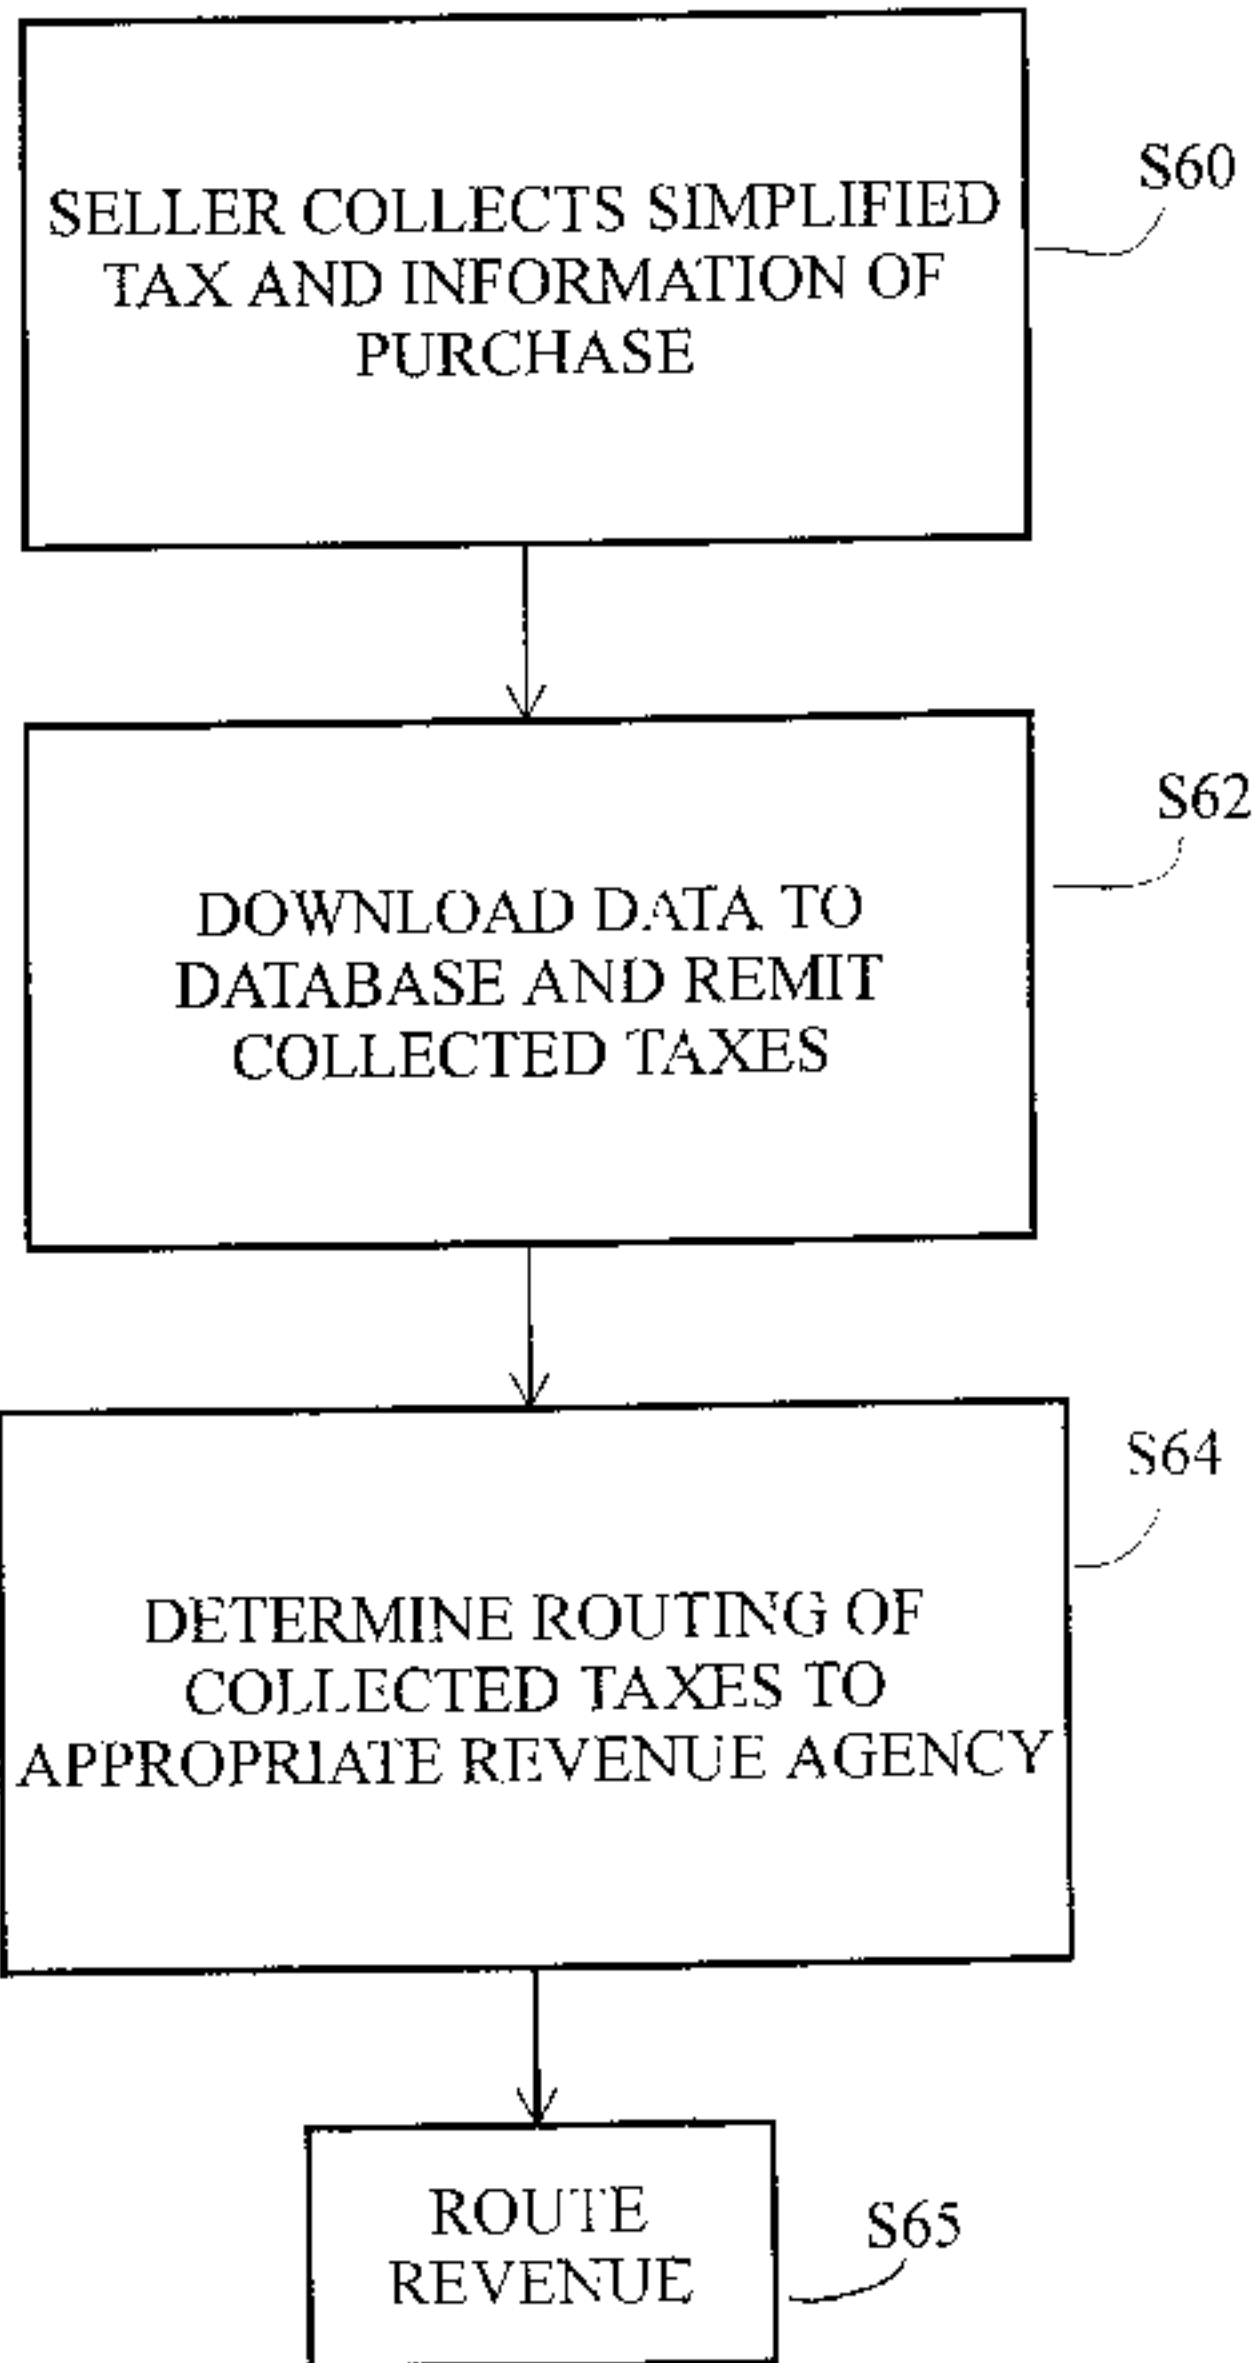 SELLER COLLECTS SIMPLIFIED
TAX AND INFORMATION OF
PURCHASE
S60
DOWNLOAD DATA TO
DATABASE AND REMIT
COLLECTED TAXES
S62
DETERMINE ROUTING OF
COLLECTED TAXES TO
APPROPRIATE REVENUE AGENCY
S64
ROUTE
REVENUE
S65